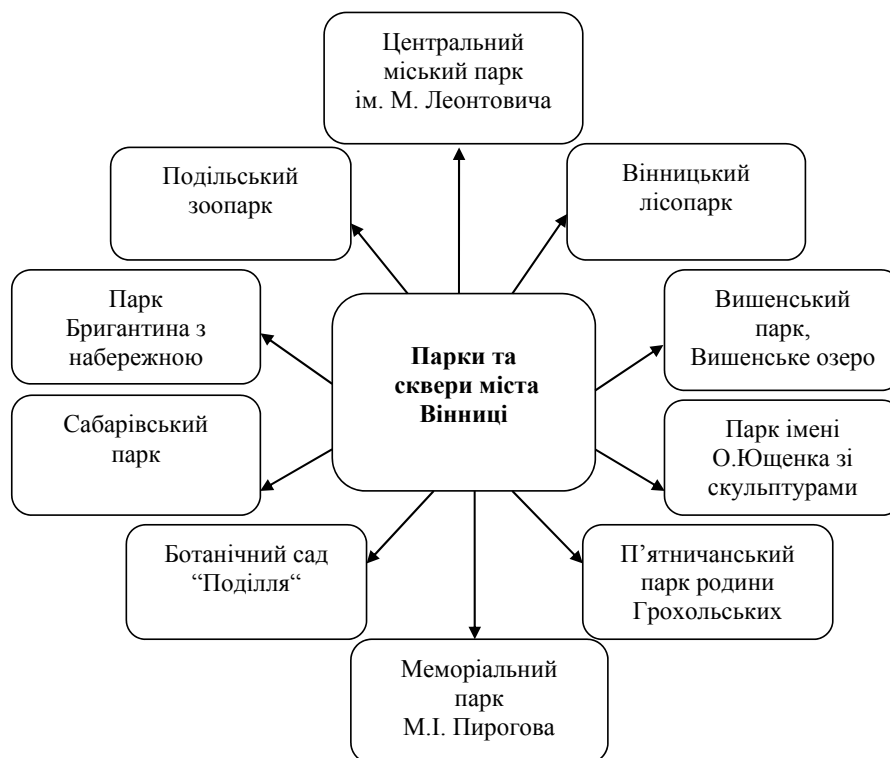 Центральний
міський парк
ім. М. Леонтовича
Подільський
зоопарк
Вінницький
лісопарк
Парк
Бригантина з
набережною
Вишенський
парк,
Вишенське озеро
Парки та
сквери міста
Вінниці
Сабарівський
парк
Парк імені
О.Ющенка зі
скульптурами
Ботанічний сад
“Поділля“
П’ятничанський
парк родини
Грохольських
Меморіальний
парк
М.І. Пирогова